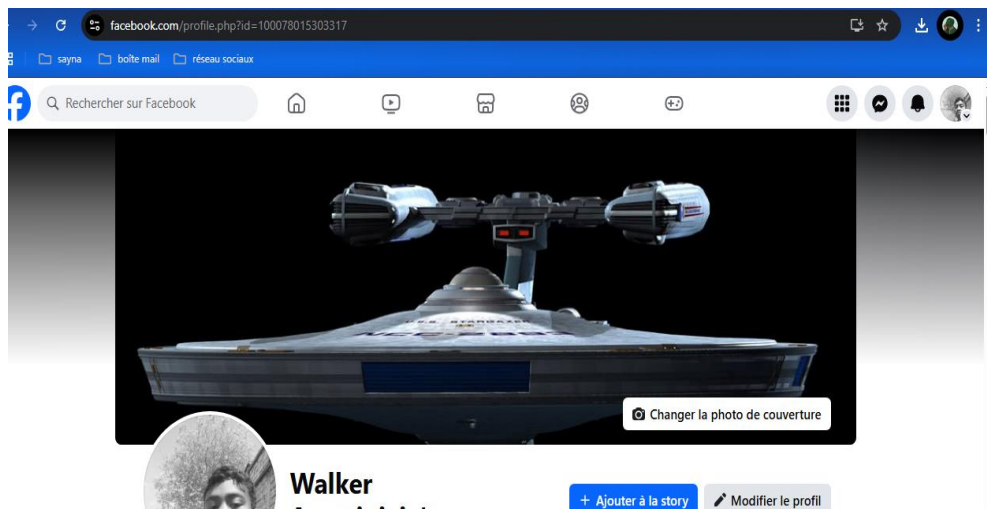 facebook.com/profile.php?id=100078015303317
sayna boîte mail réseau sociaux
Rechercher sur Facebook
STARGAZER
Changer la photo de couverture
Walker
+ Ajouter à la story Modifier le profil